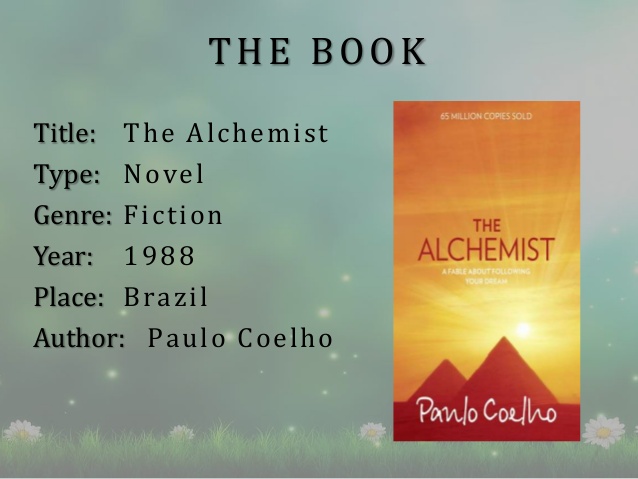 THE BOOK
Title: The Alchemist
Type: Novel
Genre: Fiction
Year: 1988
Place: Brazil
Author: Paulo Coelho
65 MILLION COPIES SOLD
THE
ALCHEMIST
A FABLE ABOUT FOLLOWING
YOUR DREAM
Paulo Coelho